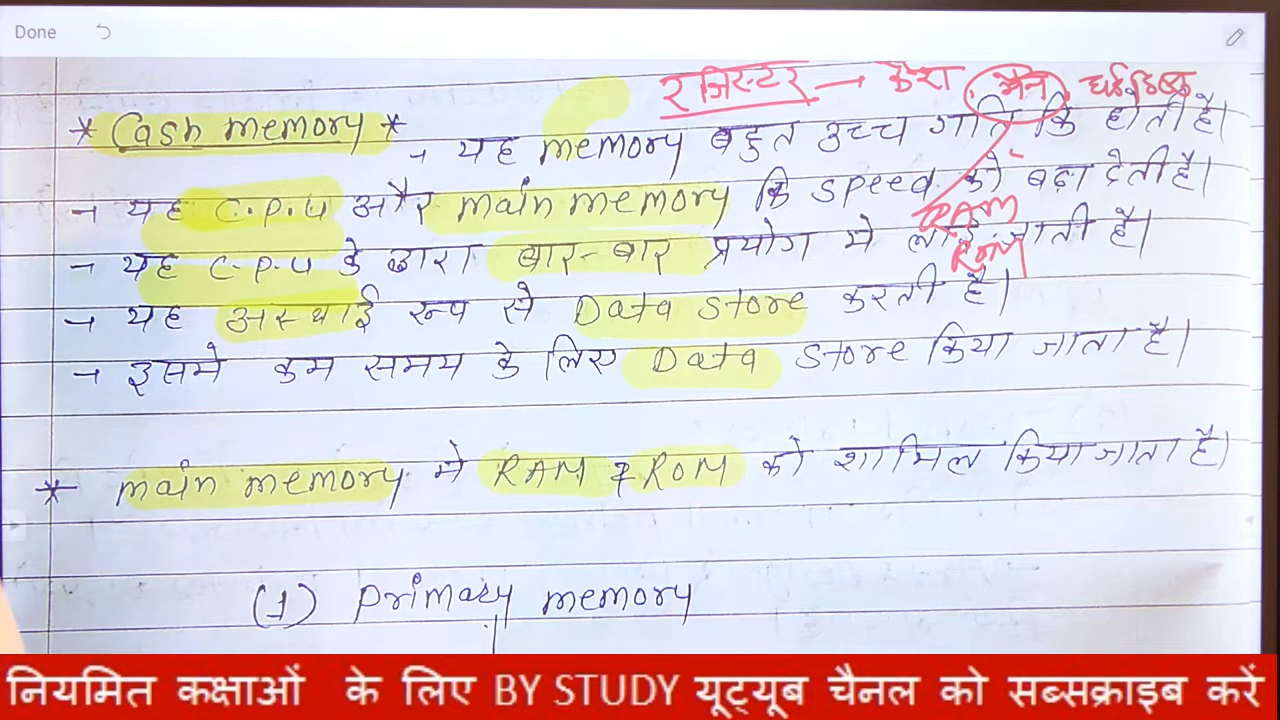 Done
रजिस्टर → कैश मैन हार्डडिस्क
* Cash memory *
→ यह memory बहुत उच्च गति कि होती है।
→ यह C.P.U और main memory कि speed को बढ़ा देती है।
RAM
→ यह C.P.U के द्वारा बार-बार प्रयोग मे लाई जाती है।
ROM
→ यह अस्थाई रूप से Data store करती है।
→ इसमे कम समय के लिए Data store किया जाता है।
* main memory मे RAM & ROM को शामिल किया जाता है।
(1) Primary memory
नियमित कक्षाओं के लिए BY STUDY यूट्यूब चैनल को सब्सक्राइब करें